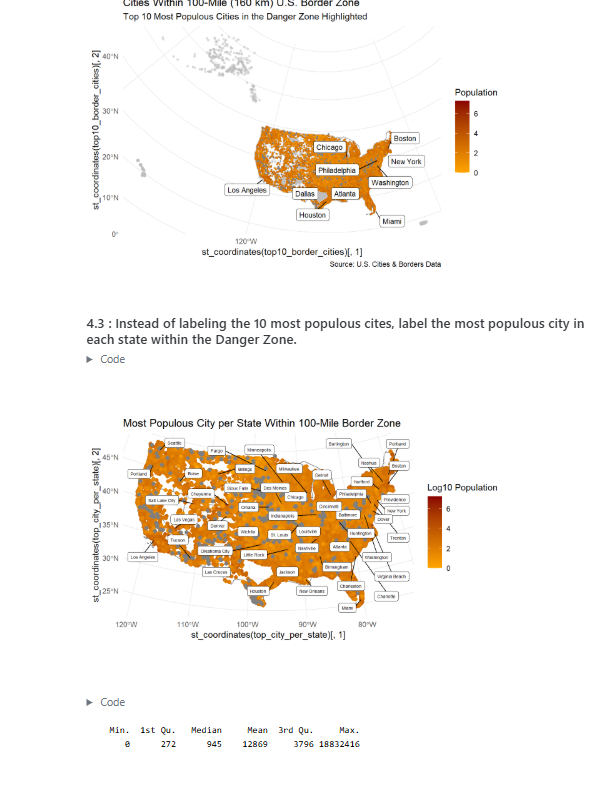 Cities Within 100-Mile (160 km) U.S. Border Zone
Top 10 Most Populous Cities in the Danger Zone Highlighted
st_coordinates(top10_border_cities)[, 2]
40°N
30°N
20°N
10°N
0°
Chicago
Boston
Philadelphia
New York
Washington
Los Angeles
Dallas
Atlanta
Houston
Miami
Population
6
4
2
0
120°W
st_coordinates(top10_border_cities)[, 1]
Source: U.S. Cities & Borders Data
4.3 : Instead of labeling the 10 most populous cites, label the most populous city in
each state within the Danger Zone.
▶ Code
Most Populous City per State Within 100-Mile Border Zone
st_coordinates(top_city_per_state)[, 2]
45°N
40°N
35°N
30°N
25°N
Seattle
Fargo
Minneapolis
Burlington
Portland
Portland
Boise
Billings
Milwaukee
Detroit
Nashua
Boston
Hartford
Salt Lake City
Cheyenne
Sioux Falls
Des Moines
Chicago
Philadelphia
Providence
Omaha
Cincinnati
New York
Las Vegas
Denver
Indianapolis
Baltimore
Dover
Tucson
Wichita
St. Louis
Louisville
Huntington
Trenton
Los Angeles
Oklahoma City
Little Rock
Nashville
Atlanta
Washington
Las Cruces
Jackson
Birmingham
Virginia Beach
Houston
New Orleans
Charleston
Charlotte
Miami
Log10 Population
6
4
2
0
120°W 110°W 100°W 90°W 80°W
st_coordinates(top_city_per_state)[, 1]
▶ Code
Min. 1st Qu. Median Mean 3rd Qu. Max.
0 272 945 12869 3796 18832416